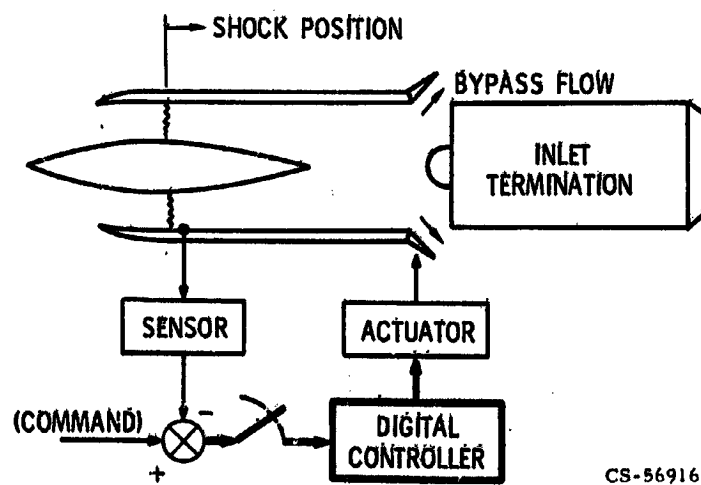 SHOCK POSITION
BYPASS FLOW
INLET
TERMINATION
SENSOR
ACTUATOR
(COMMAND)
-
+
DIGITAL
CONTROLLER
CS-56916